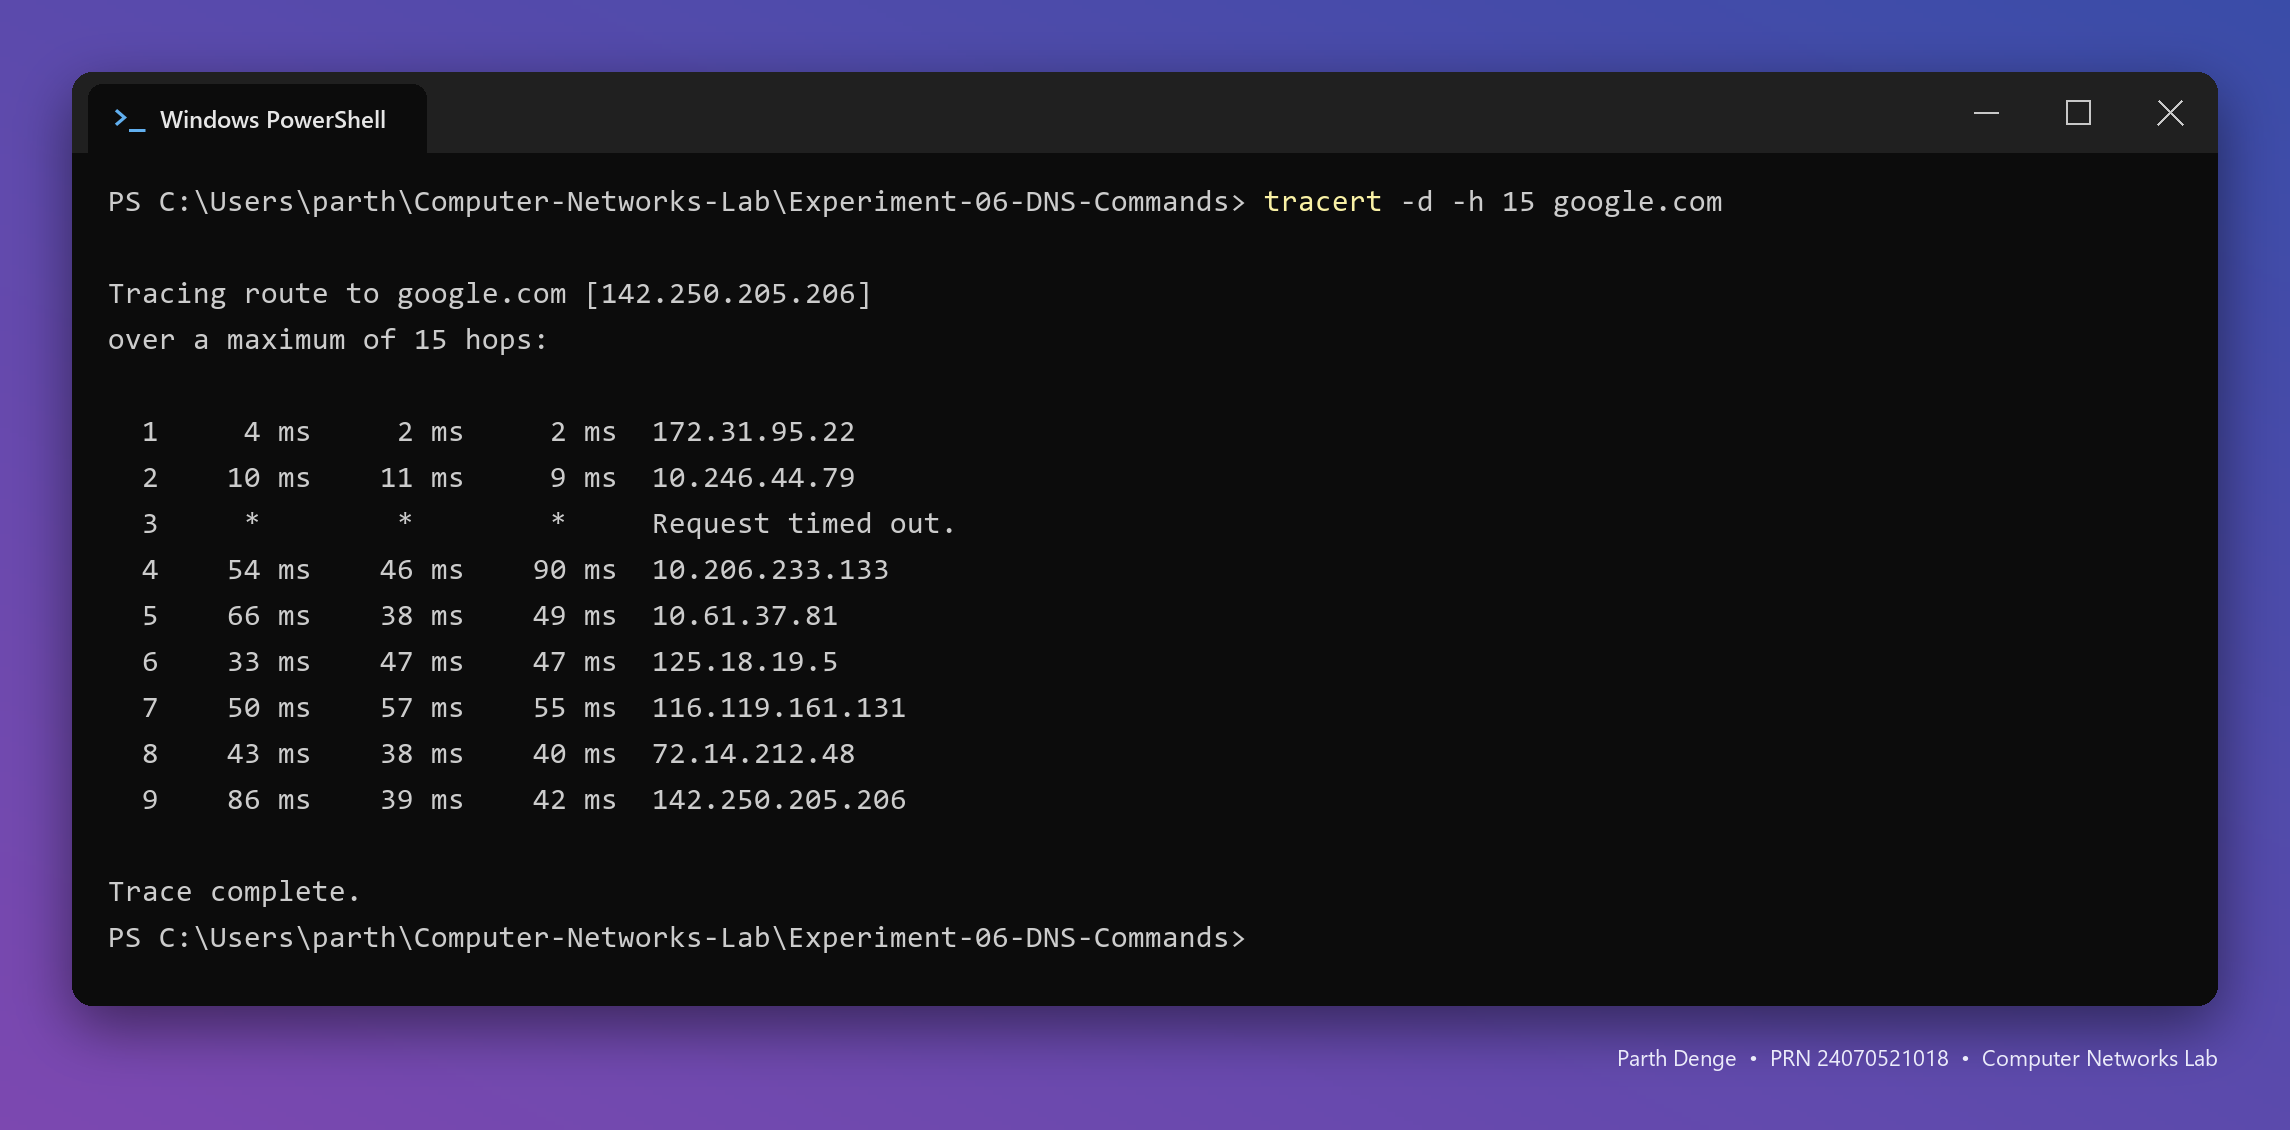 >_ Windows PowerShell
PS C:\Users\parth\Computer-Networks-Lab\Experiment-06-DNS-Commands> tracert -d -h 15 google.com
Tracing route to google.com [142.250.205.206]
over a maximum of 15 hops:
1 4 ms 2 ms 2 ms 172.31.95.22
2 10 ms 11 ms 9 ms 10.246.44.79
3 * * * Request timed out.
4 54 ms 46 ms 90 ms 10.206.233.133
5 66 ms 38 ms 49 ms 10.61.37.81
6 33 ms 47 ms 47 ms 125.18.19.5
7 50 ms 57 ms 55 ms 116.119.161.131
8 43 ms 38 ms 40 ms 72.14.212.48
9 86 ms 39 ms 42 ms 142.250.205.206
Trace complete.
PS C:\Users\parth\Computer-Networks-Lab\Experiment-06-DNS-Commands>
Parth Denge • PRN 24070521018 • Computer Networks Lab